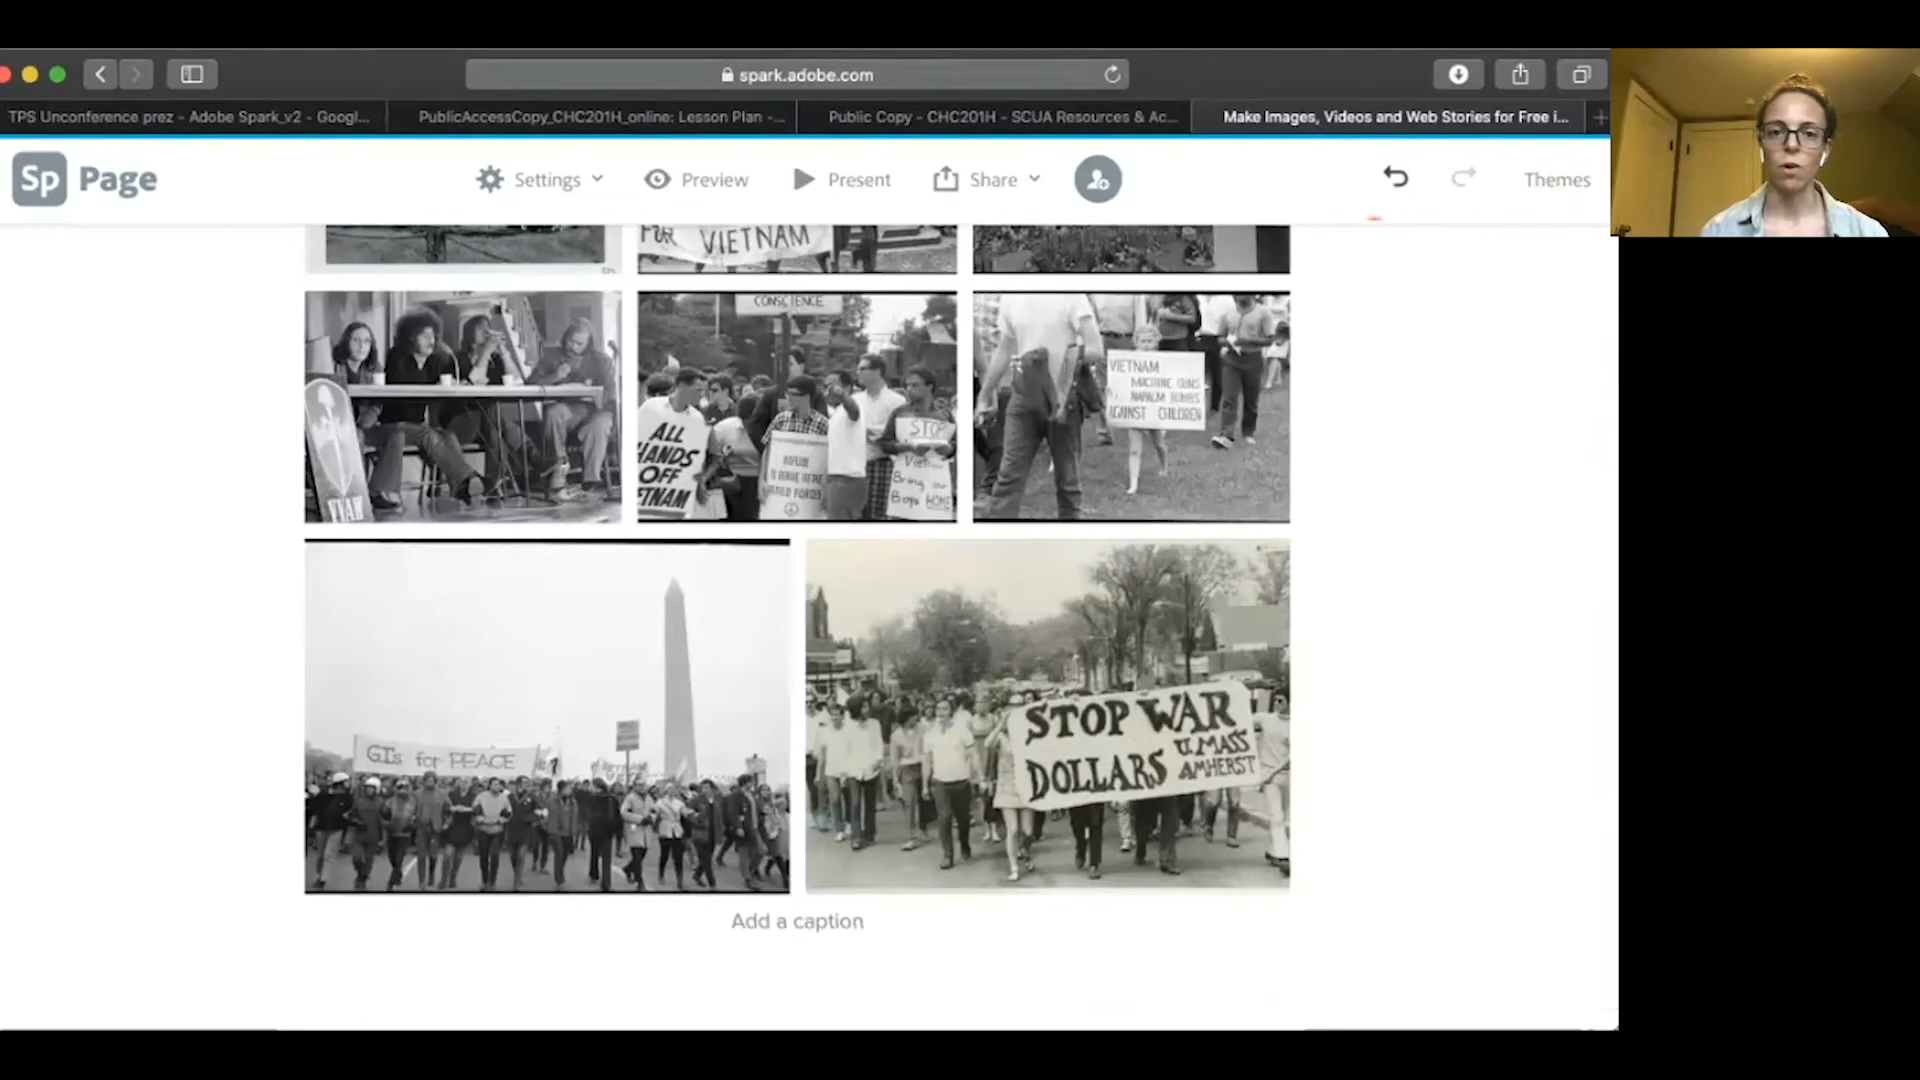 spark.adobe.com
TPS Unconference prez - Adobe Spark_v2 - Googl...
PublicAccessCopy_CHC201H_online: Lesson Plan -...
Public Copy - CHC201H - SCUA Resources & Ac...
Make Images, Videos and Web Stories for Free i...
Sp Page
Settings
Preview
Present
Share
Themes
FOR VIETNAM
CONSCIENCE
ALL
HANDS
OFF
ETNAM
STOP
Bring our
Boys HOME
VIETNAM
MACHINE GUNS
NAPALM BOMBS
AGAINST CHILDREN
VVAW
GIs for PEACE
STOP WAR
DOLLARS
U. MASS
AMHERST
Add a caption